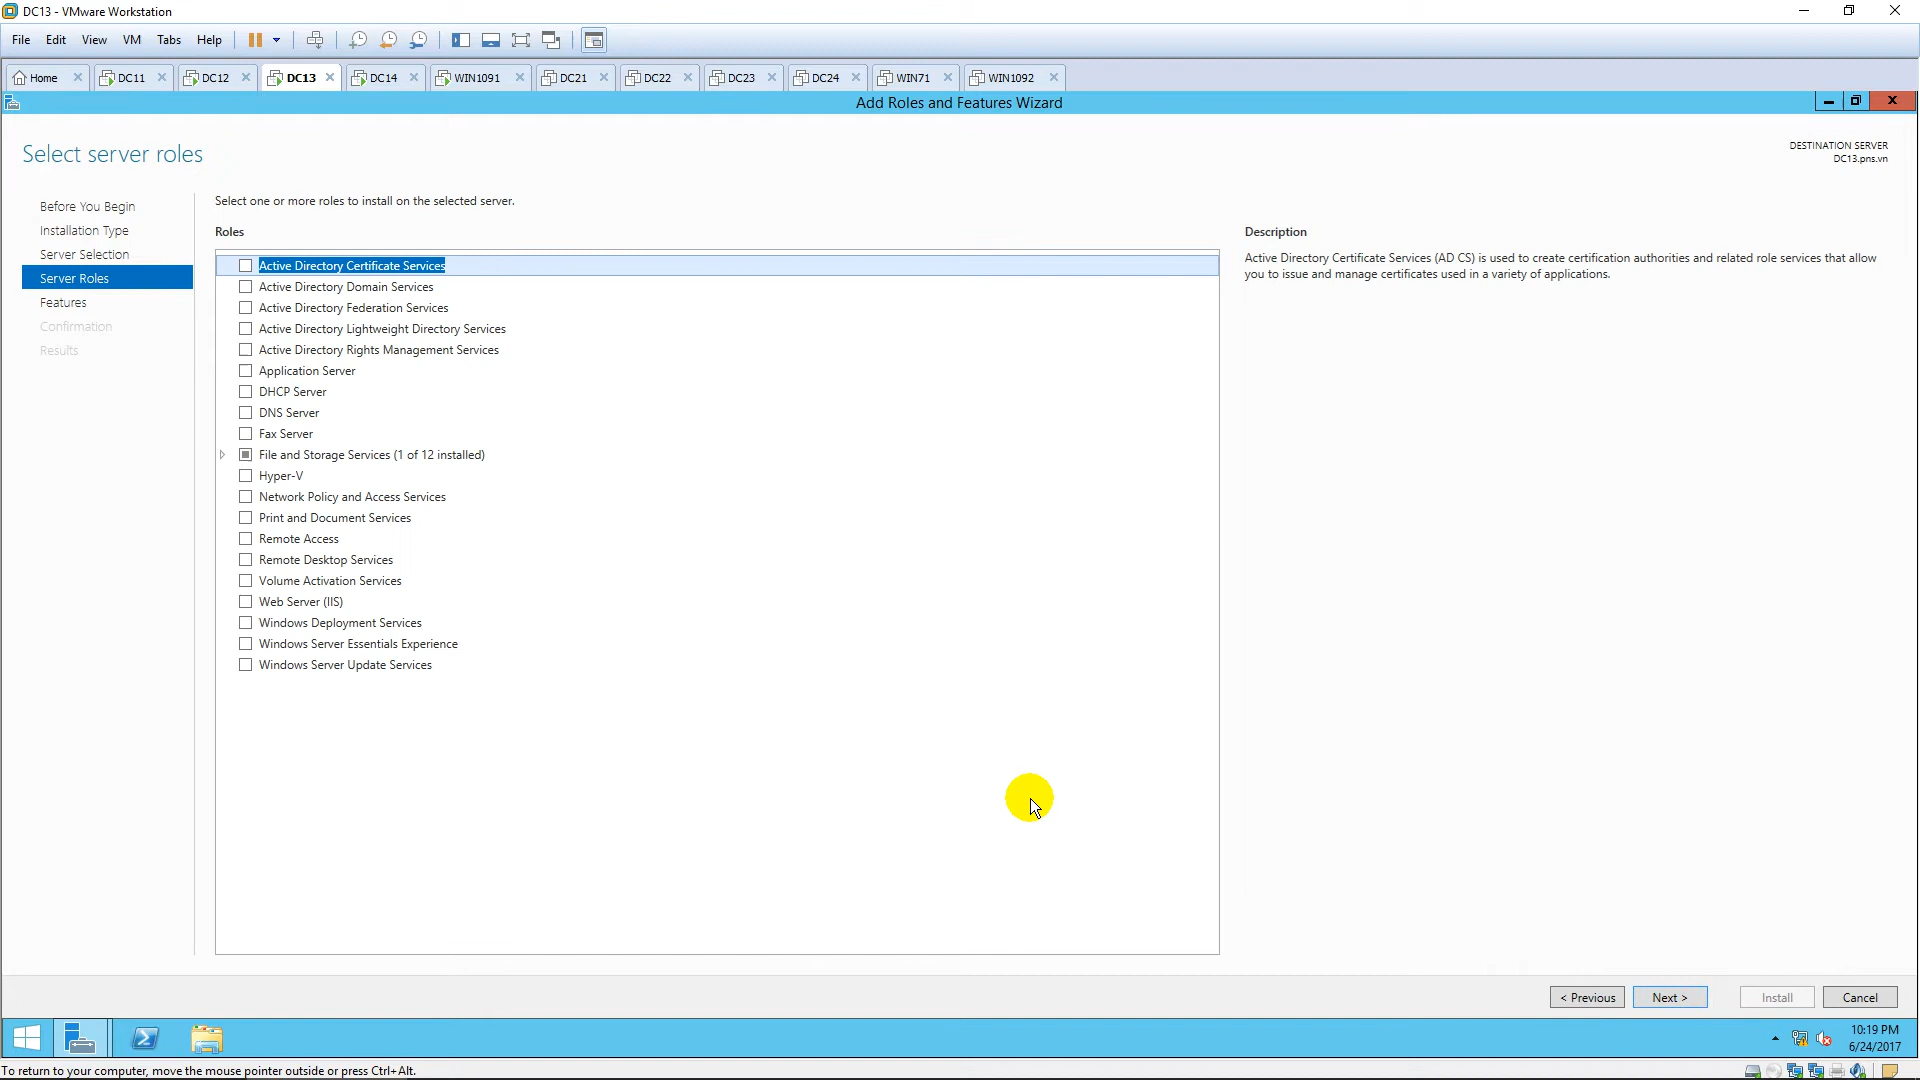 DC13 - VMware Workstation
File Edit View VM Tabs Help
Home DC11 DC12 DC13 DC14 WIN1091 DC21 DC22 DC23 DC24 WIN71 WIN1092
Add Roles and Features Wizard
Select server roles
DESTINATION SERVER
DC13.pns.vn
Before You Begin
Installation Type
Server Selection
Server Roles
Features
Confirmation
Results
Select one or more roles to install on the selected server.
Roles
Active Directory Certificate Services
Active Directory Domain Services
Active Directory Federation Services
Active Directory Lightweight Directory Services
Active Directory Rights Management Services
Application Server
DHCP Server
DNS Server
Fax Server
File and Storage Services (1 of 12 installed)
Hyper-V
Network Policy and Access Services
Print and Document Services
Remote Access
Remote Desktop Services
Volume Activation Services
Web Server (IIS)
Windows Deployment Services
Windows Server Essentials Experience
Windows Server Update Services
Description
Active Directory Certificate Services (AD CS) is used to create certification authorities and related role services that allow
you to issue and manage certificates used in a variety of applications.
< Previous Next > Install Cancel
10:19 PM
6/24/2017
To return to your computer, move the mouse pointer outside or press Ctrl+Alt.